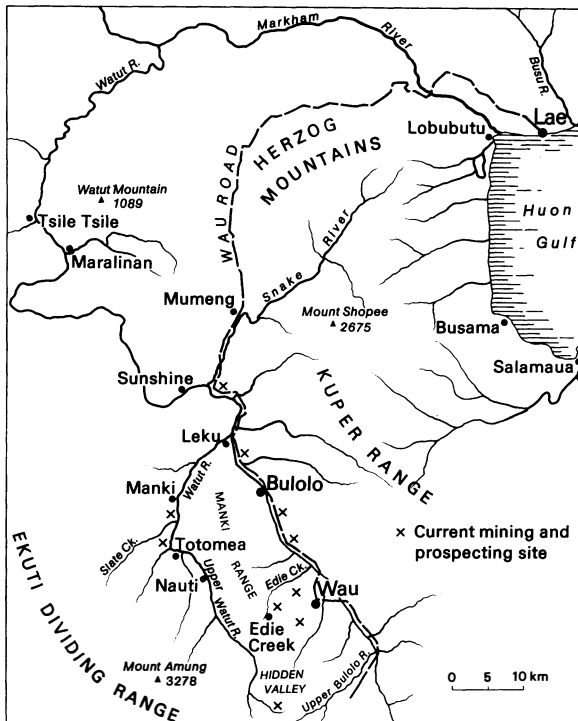 Markham
River
Watut R.
Busu R.
Lae
Lobubutu
HERZOG
MOUNTAINS
WAU ROAD
Watut Mountain
1089
Tsile Tsile
Maralinan
Huon
Gulf
Snake
River
Mumeng
Mount Shopee
2675
Busama
Salamaua
Sunshine
KUPER RANGE
Leku
Watut R.
Bulolo
Manki
MANKI
RANGE
Slate Ck.
× Current mining and
prospecting site
Totomea
Nauti
Upper
Watut R.
Edie Ck.
Wau
Edie
Creek
EKUTI DIVIDING RANGE
Mount Amung
3278
HIDDEN
VALLEY
Upper Bulolo R.
0 5 10 km